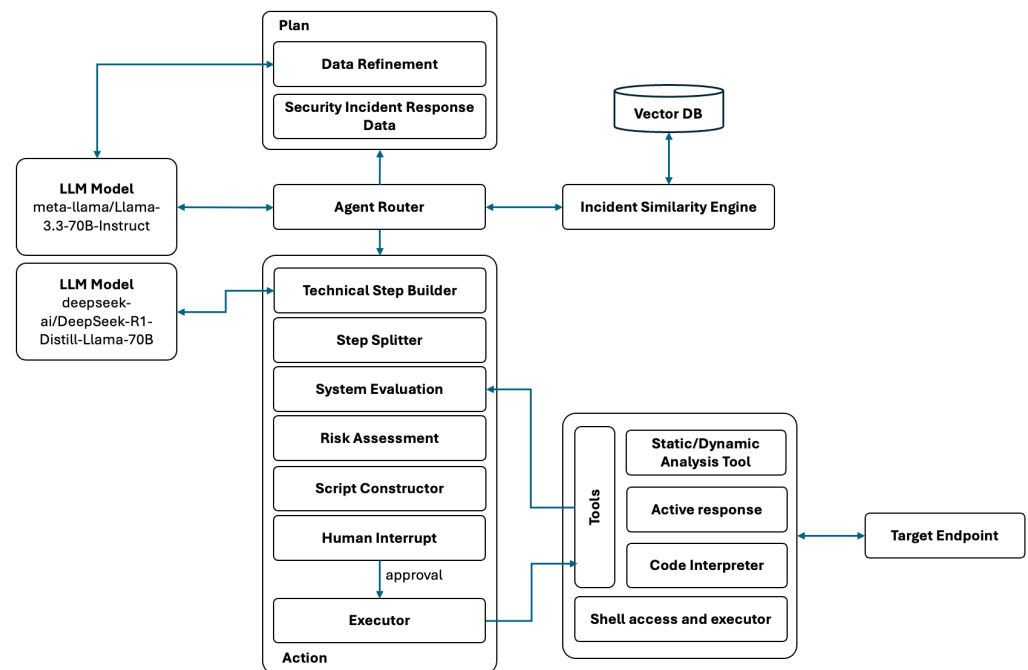 Plan
Data Refinement
Security Incident Response
Data
Vector DB
LLM Model
meta-llama/Llama-
3.3-70B-Instruct
Agent Router
Incident Similarity Engine
LLM Model
deepseek-
ai/DeepSeek-R1-
Distill-Llama-70B
Technical Step Builder
Step Splitter
System Evaluation
Risk Assessment
Script Constructor
Human Interrupt
approval
Executor
Action
Tools
Static/Dynamic
Analysis Tool
Active response
Code Interpreter
Shell access and executor
Target Endpoint